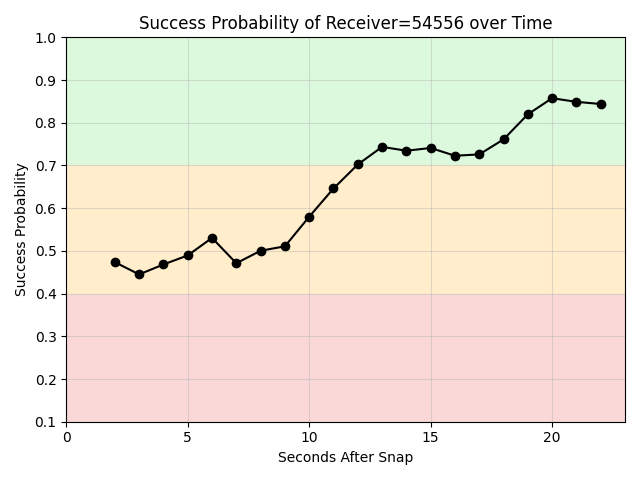 Success Probability of Receiver=54556 over Time
1.0
0.9
0.8
0.7
0.6
0.5
0.4
0.3
0.2
0.1
Success Probability
0 5 10 15 20
Seconds After Snap